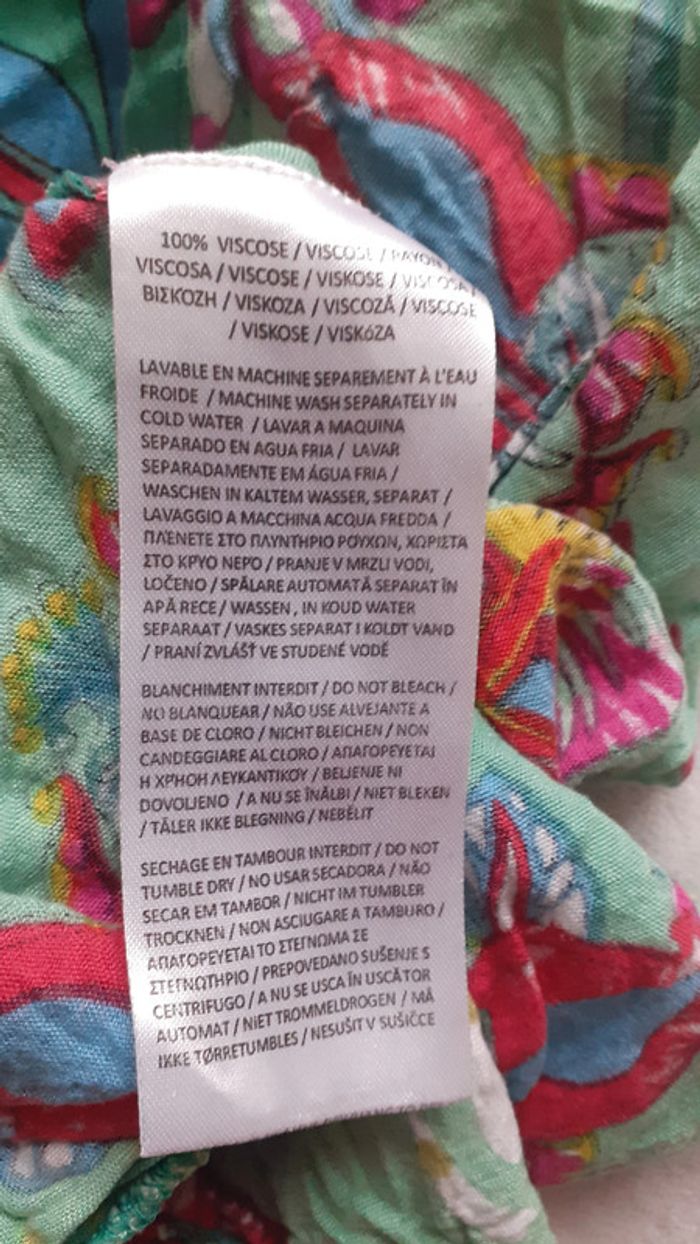 100% VISCOSE / VISCOSE / RAYON
VISCOSA / VISCOSE / VISKOSE / VISCOSA /
ΒΙΣΚΟΖΗ / VISKOZA / VISCOZĂ / VISCOSE
/ VISKOSE / VISKóZA
LAVABLE EN MACHINE SEPAREMENT À L'EAU
FROIDE / MACHINE WASH SEPARATELY IN
COLD WATER / LAVAR A MAQUINA
SEPARADO EN AGUA FRIA / LAVAR
SEPARADAMENTE EM ÁGUA FRIA /
WASCHEN IN KALTEM WASSER, SEPARAT /
LAVAGGIO A MACCHINA ACQUA FREDDA /
ΠΛΕΝΕΤΕ ΣΤΟ ΠΛΥΝΤΗΡΙΟ ΡΟΥΧΩΝ, ΧΩΡΙΣΤΑ
ΣΤΟ ΚΡΥΟ ΝΕΡΟ / PRANJE V MRZLI VODI,
LOČENO / SPĂLARE AUTOMATĂ SEPARAT ÎN
APĂ RECE / WASSEN , IN KOUD WATER
SEPARAAT / VASKES SEPARAT I KOLDT VAND
/ PRANÍ ZVLÁŠŤ VE STUDENÉ VODĚ
BLANCHIMENT INTERDIT / DO NOT BLEACH /
NO BLANQUEAR / NÃO USE ALVEJANTE A
BASE DE CLORO / NICHT BLEICHEN / NON
CANDEGGIARE AL CLORO / ΑΠΑΓΟΡΕΥΕΤΑΙ
Η ΧΡΉΟΗ ΛΕΥΚΑΝΤΙΚΟΥ / BELJENJE NI
DOVOLJENO / A NU SE ÎNĂLBI / NIET BLEKEN
/ TÅLER IKKE BLEGNING / NEBĚLIT
SECHAGE EN TAMBOUR INTERDIT / DO NOT
TUMBLE DRY / NO USAR SECADORA / NÃO
SECAR EM TAMBOR / NICHT IM TUMBLER
TROCKNEN / NON ASCIUGARE A TAMBURO /
ΑΠΑΓΟΡΕΥΕΤΑΙ ΤΟ ΣΤΕΓΝΩΜΑ ΣΕ
ΣΤΕΓΝΩΤΗΡΙΟ / PREPOVEDANO SUŠENJE S
CENTRIFUGO / A NU SE USCA ÎN USCĂTOR
AUTOMAT / NIET TROMMELDROGEN / MÅ
IKKE TØRRETUMBLES / NESUŠIT V SUŠIČCE